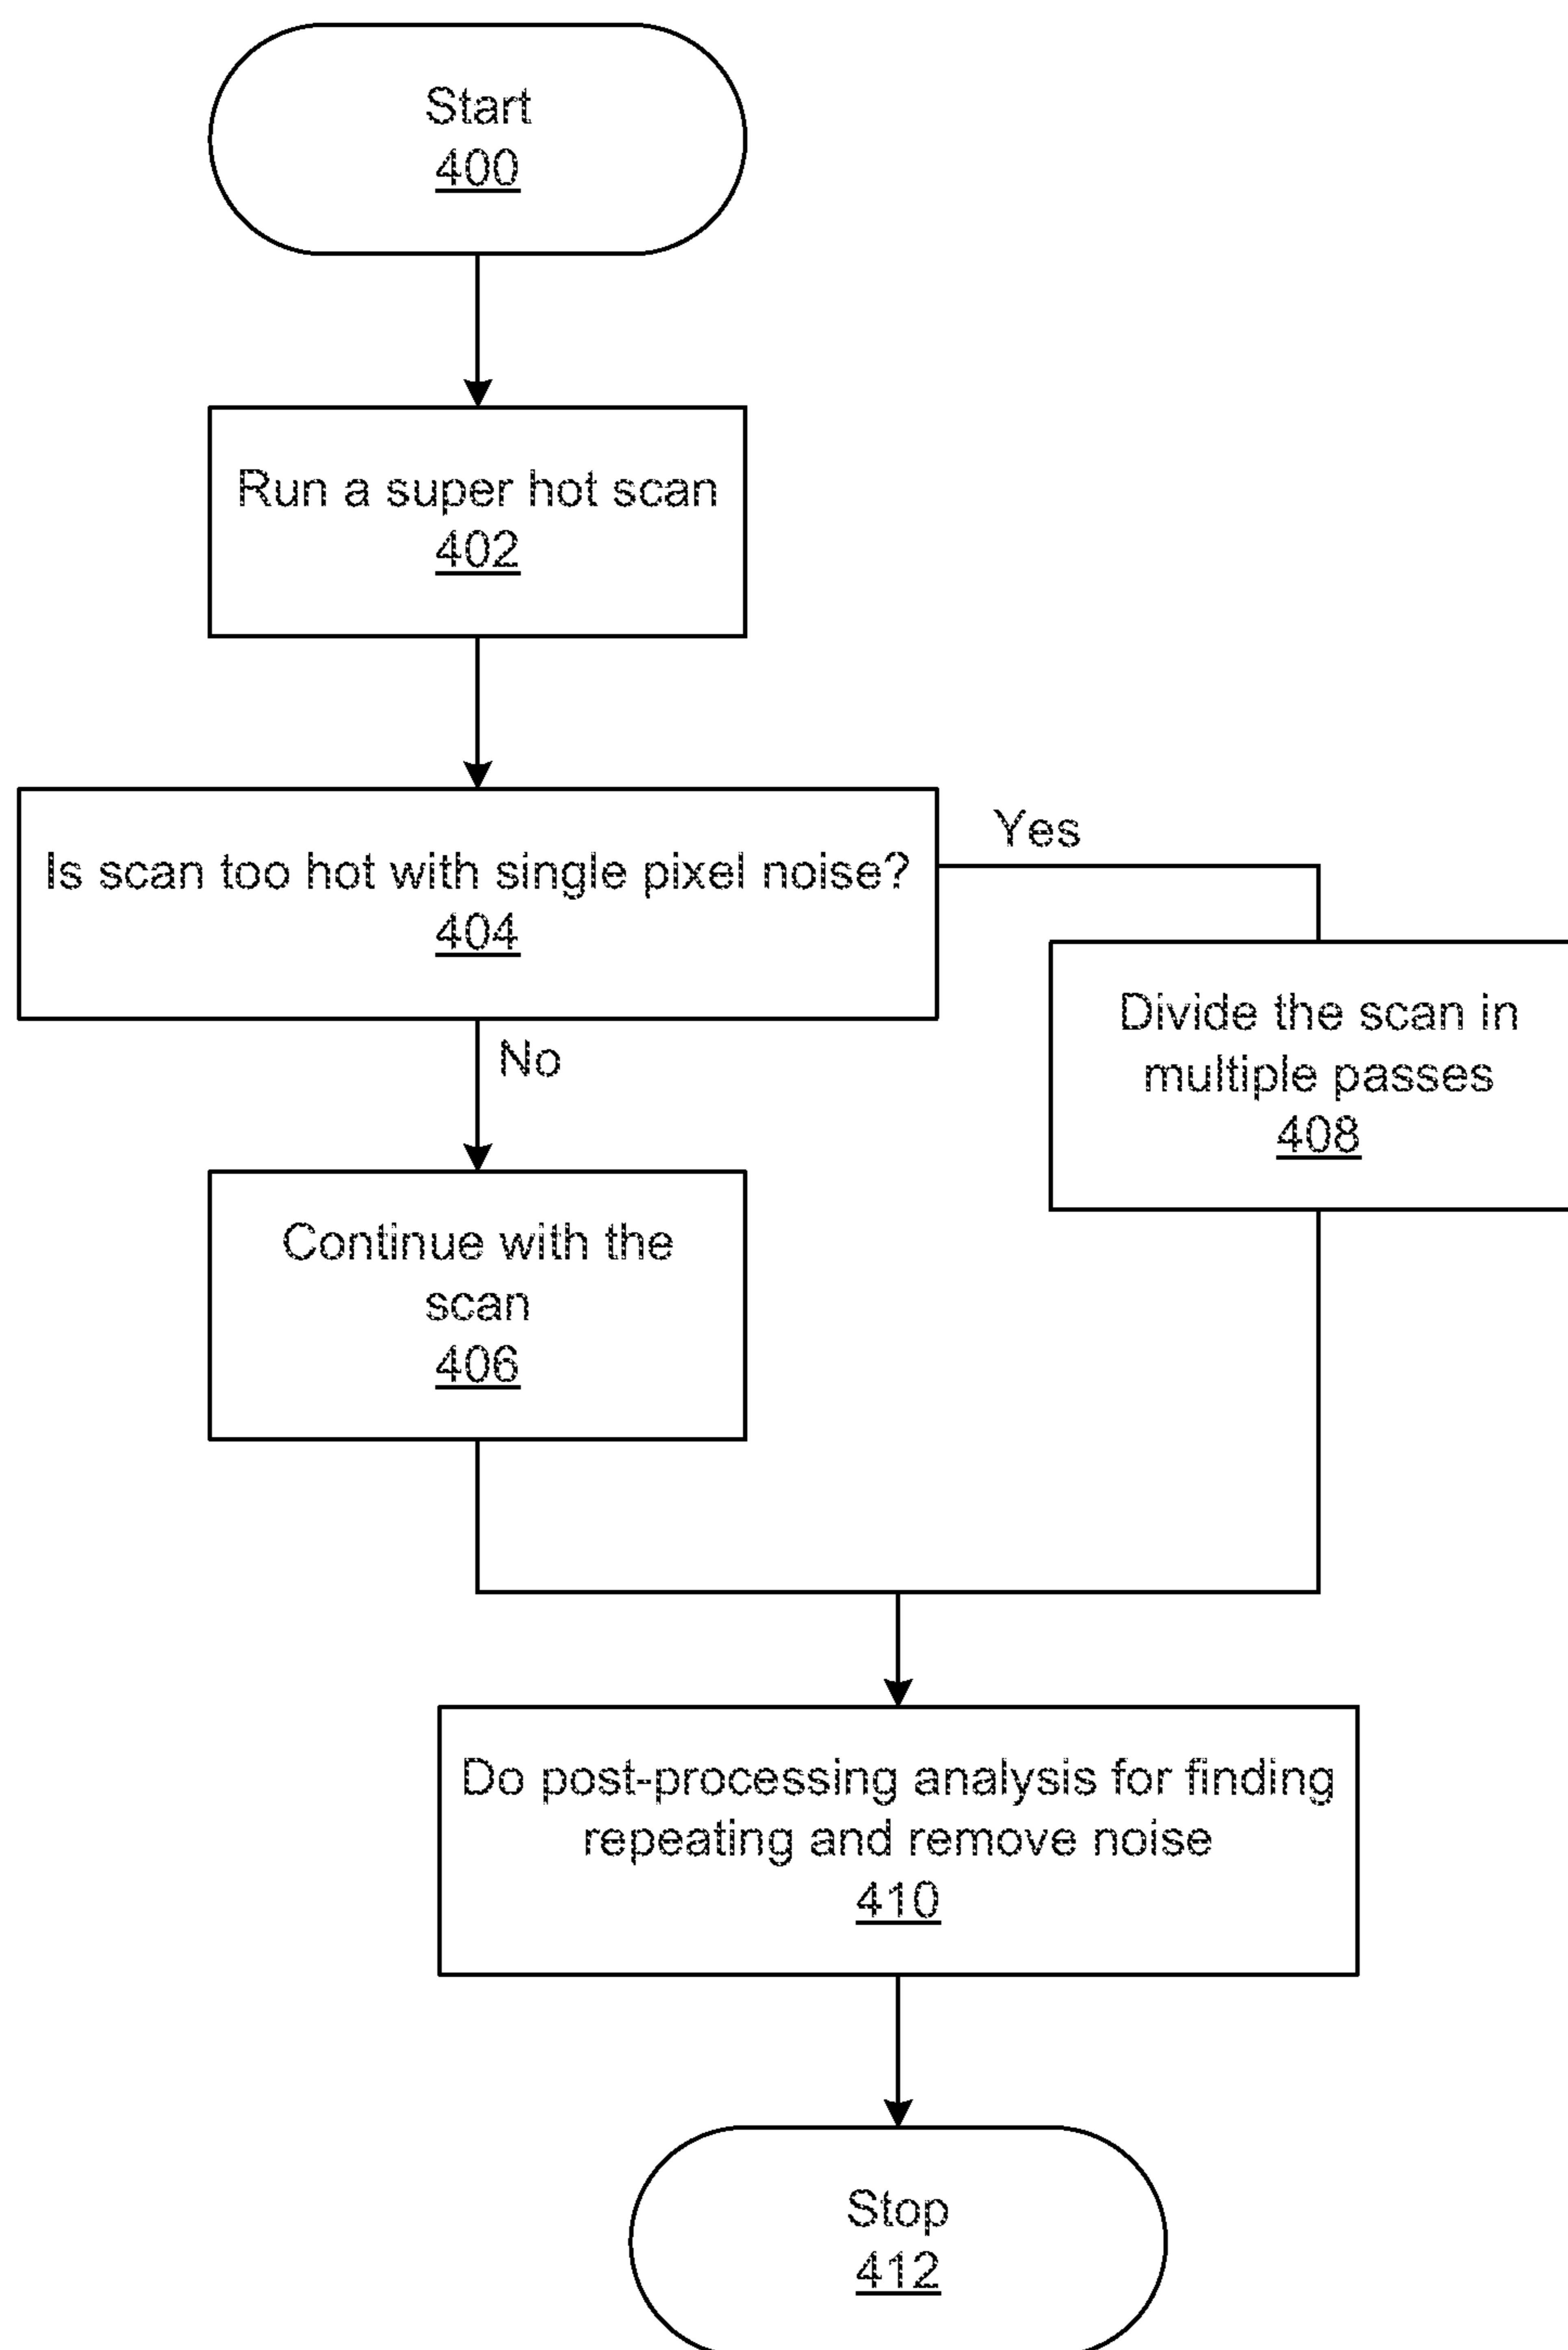 Start
400
Run a super hot scan
402
Is scan too hot with single pixel noise?
404
Yes
No
Divide the scan in
multiple passes
408
Continue with the
scan
406
Do post-processing analysis for finding
repeating and remove noise
410
Stop
412